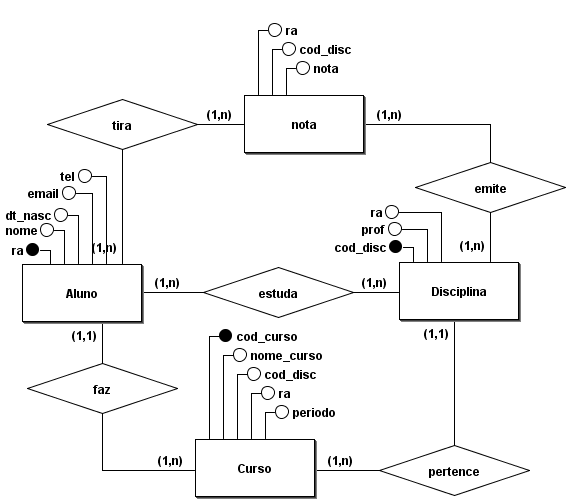 ra
cod_disc
nota
(1,n)
nota
(1,n)
tira
tel
email
dt_nasc
nome
ra
(1,n)
emite
ra
prof
cod_disc
(1,n)
Aluno
(1,n)
estuda
(1,n)
Disciplina
(1,1)
(1,1)
cod_curso
nome_curso
cod_disc
ra
periodo
faz
(1,n)
Curso
(1,n)
pertence